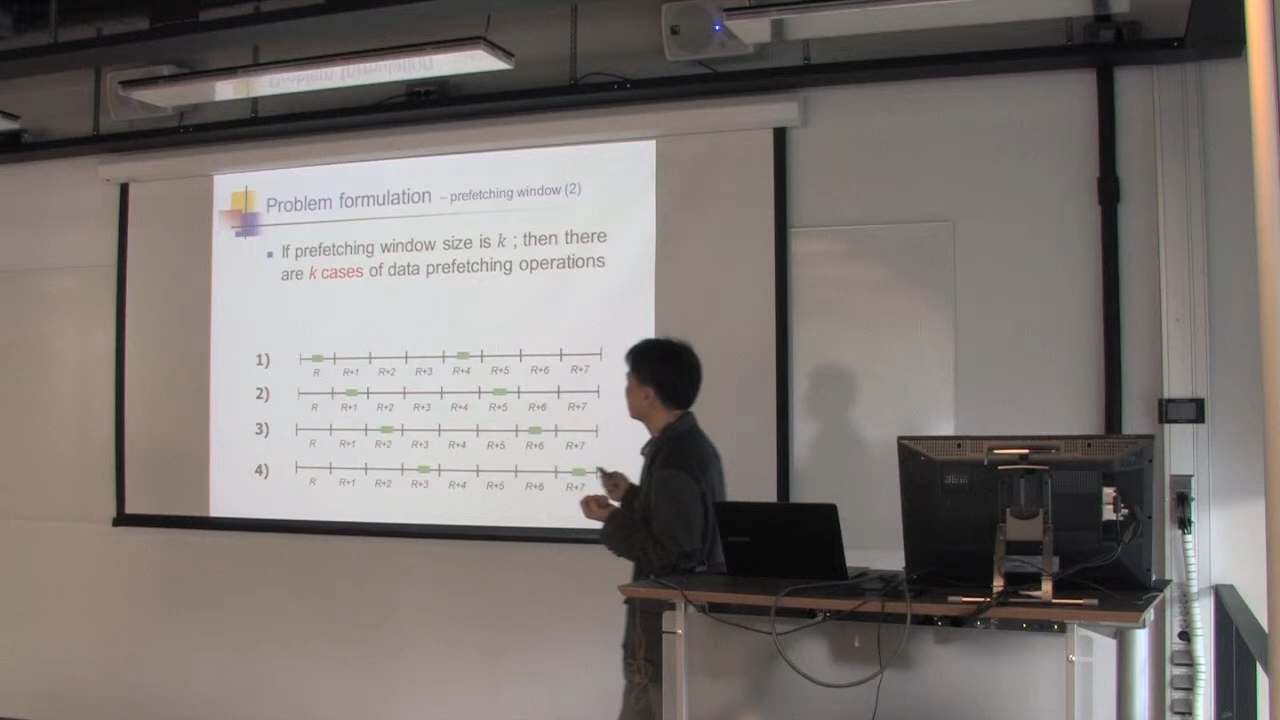 Problem formulation – prefetching window (2)
If prefetching window size is k ; then there
are k cases of data prefetching operations
1)
R R+1 R+2 R+3 R+4 R+5 R+6 R+7
2)
R R+1 R+2 R+3 R+4 R+5 R+6 R+7
3)
R R+1 R+2 R+3 R+4 R+5 R+6 R+7
4)
R R+1 R+2 R+3 R+4 R+5 R+6 R+7
Problem formulation